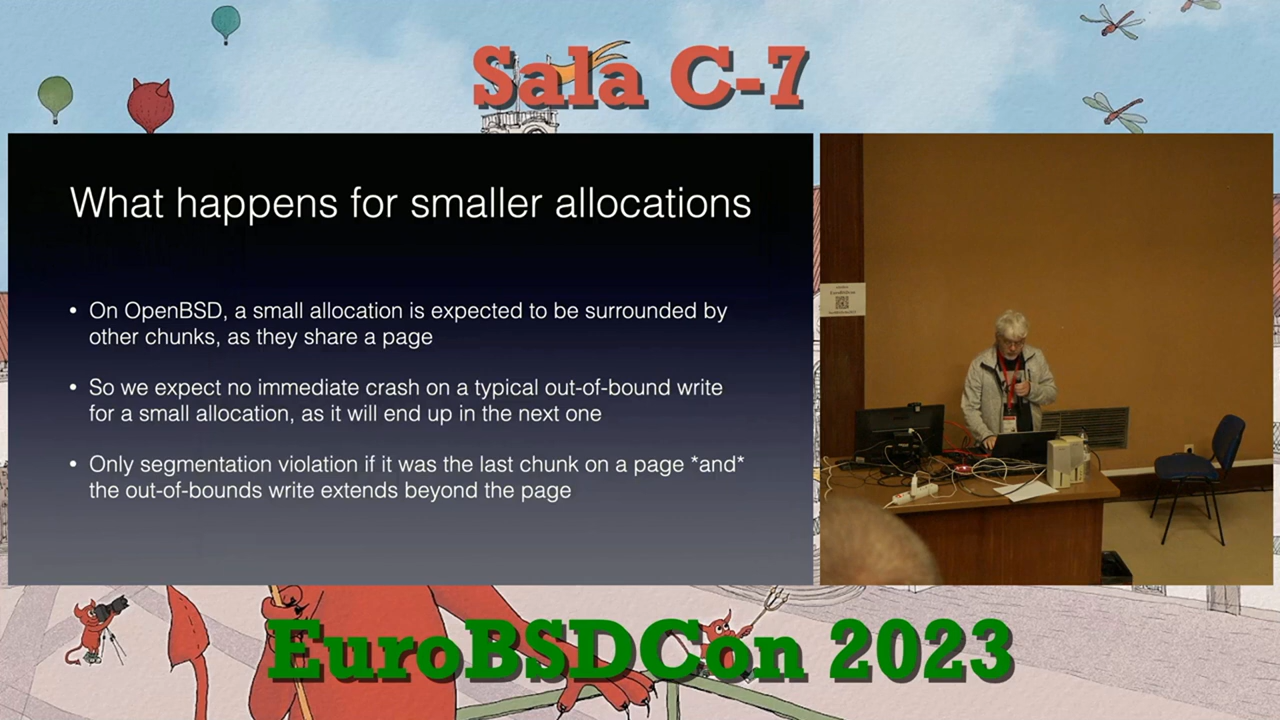 Sala C-7
What happens for smaller allocations
• On OpenBSD, a small allocation is expected to be surrounded by
other chunks, as they share a page
• So we expect no immediate crash on a typical out-of-bound write
for a small allocation, as it will end up in the next one
• Only segmentation violation if it was the last chunk on a page *and*
the out-of-bounds write extends beyond the page
EuroBSDCon 2023